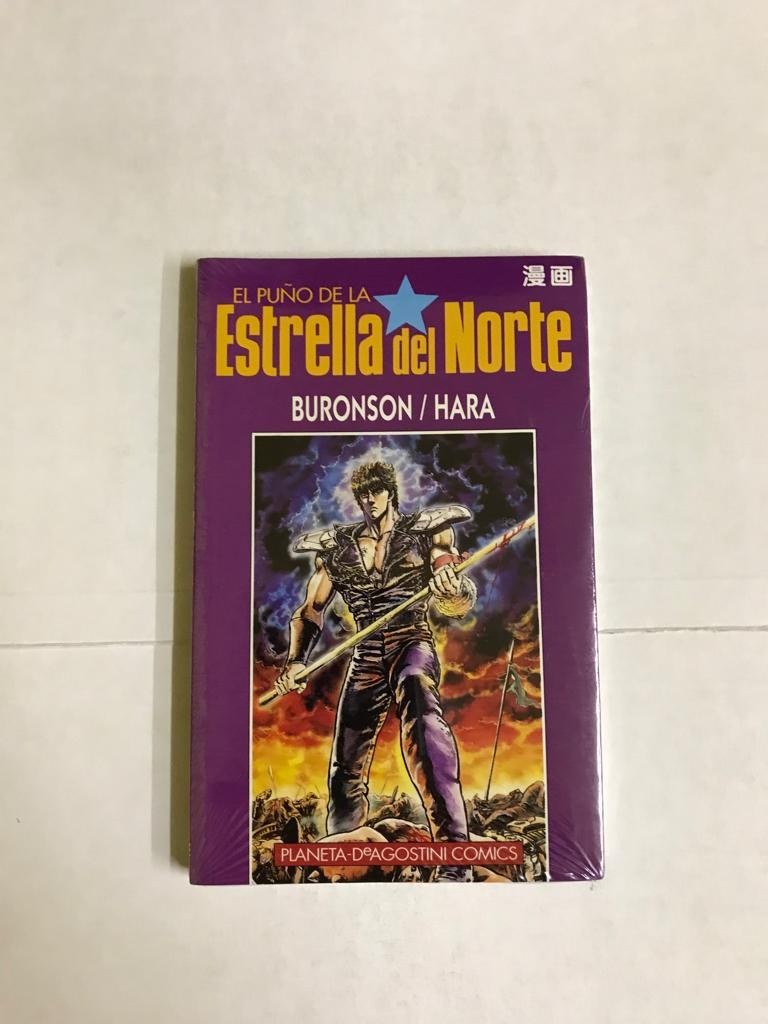 漫画
EL PUÑO DE LA
Estrella del Norte
BURONSON / HARA
PLANETA-DeAGOSTINI COMICS